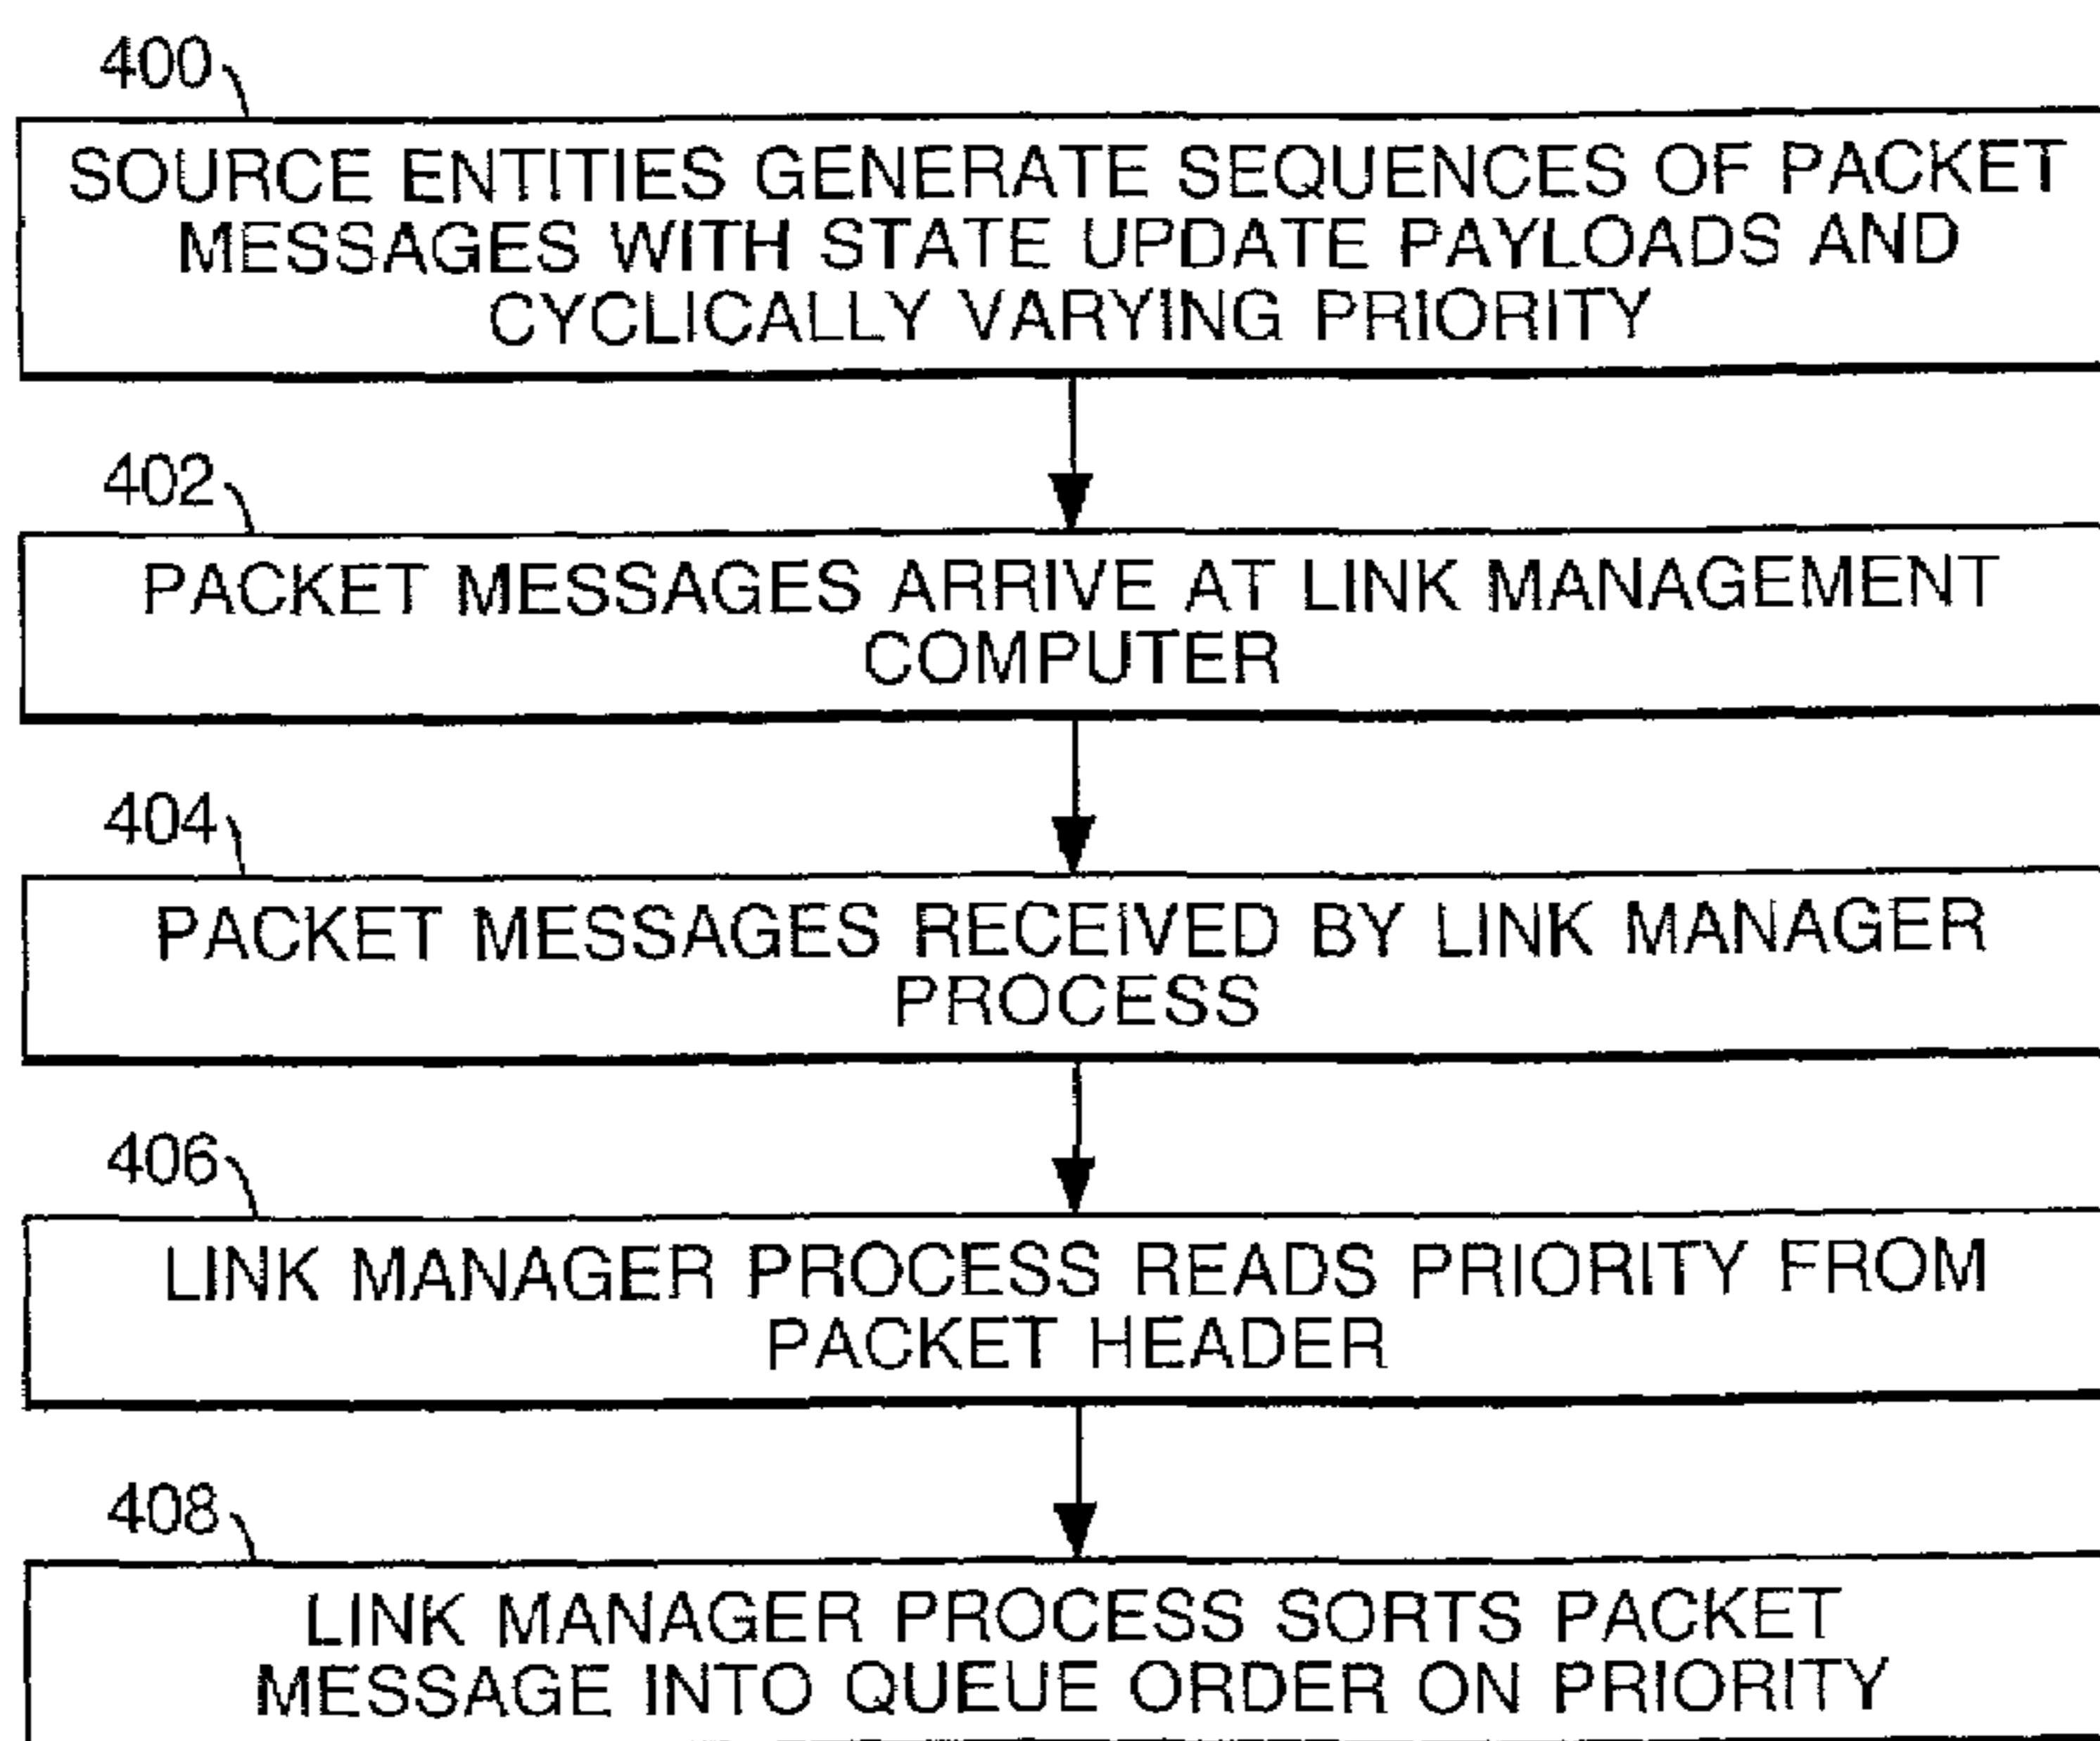 400
SOURCE ENTITIES GENERATE SEQUENCES OF PACKET
MESSAGES WITH STATE UPDATE PAYLOADS AND
CYCLICALLY VARYING PRIORITY
402
PACKET MESSAGES ARRIVE AT LINK MANAGEMENT
COMPUTER
404
PACKET MESSAGES RECEIVED BY LINK MANAGER
PROCESS
406
LINK MANAGER PROCESS READS PRIORITY FROM
PACKET HEADER
408
LINK MANAGER PROCESS SORTS PACKET
MESSAGE INTO QUEUE ORDER ON PRIORITY